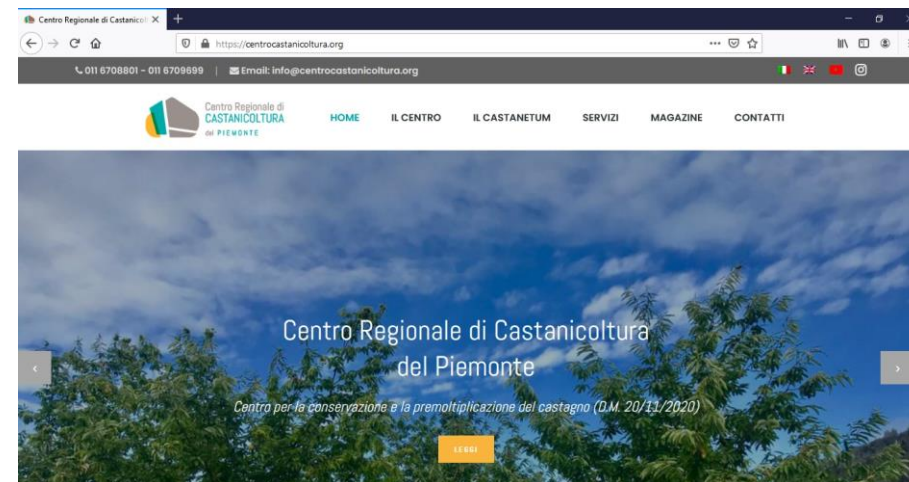 Centro Regionale di Castanicol
https://centrocastanicoltura.org
011 6708801 - 011 6709699 | Email: info@centrocastanicoltura.org
Centro Regionale di
CASTANICOLTURA
del PIEMONTE
HOME IL CENTRO IL CASTANETUM SERVIZI MAGAZINE CONTATTI
Centro Regionale di Castanicoltura
del Piemonte
Centro per la conservazione e la premoltiplicazione del castagno (D.M. 20/11/2020)
LEGGI